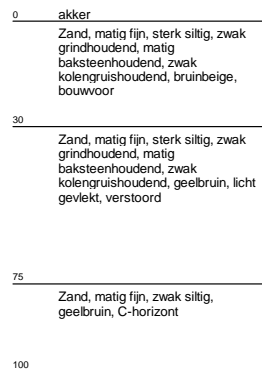 0 akker
Zand, matig fijn, sterk siltig, zwak
grindhoudend, matig
baksteenhoudend, zwak
kolengruishoudend, bruinbeige,
bouwvoor
30
Zand, matig fijn, sterk siltig, zwak
grindhoudend, matig
baksteenhoudend, zwak
kolengruishoudend, geelbruin, licht
gevlekt, verstoord
75
Zand, matig fijn, zwak siltig,
geelbruin, C-horizont
100